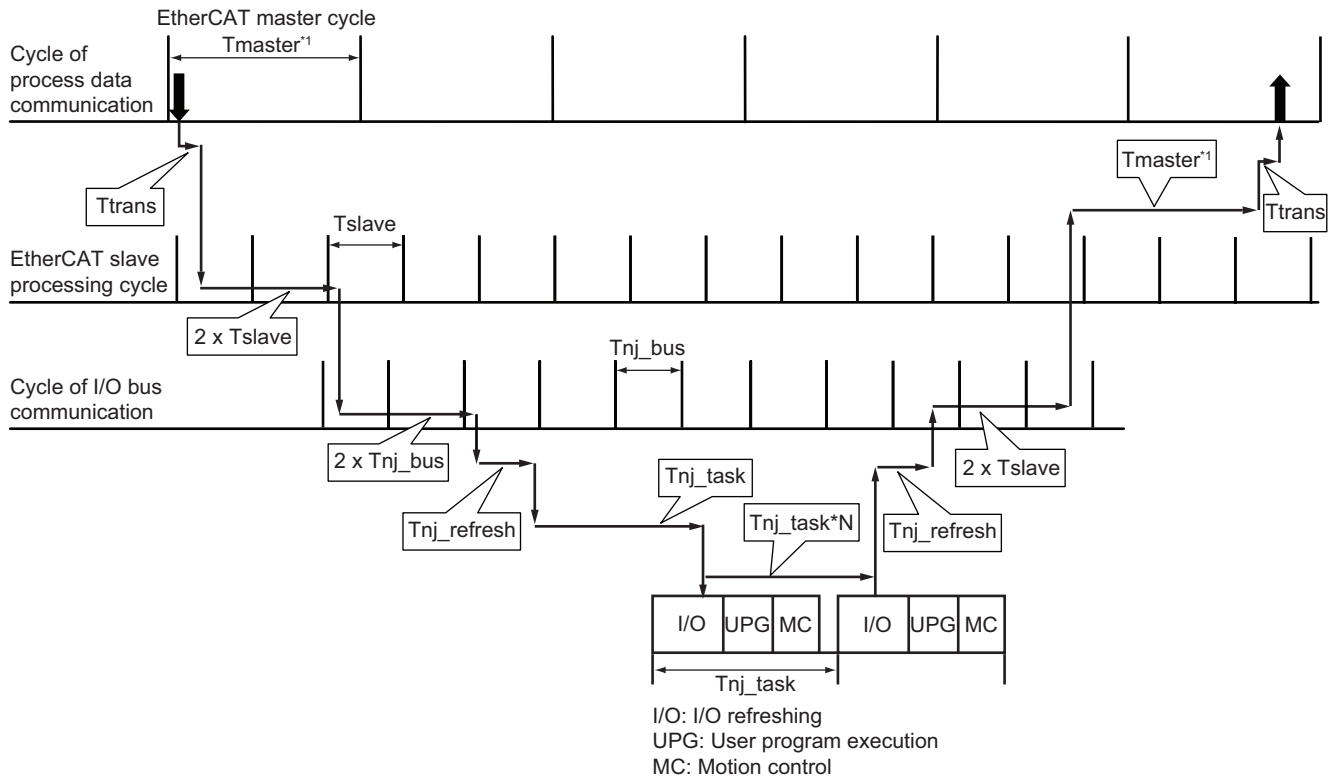 EtherCAT master cycle
Tmaster*1
Cycle of
process data
communication
Tmaster*1
Ttrans
Ttrans
Tslave
EtherCAT slave
processing cycle
2 x Tslave
Tnj_bus
Cycle of I/O bus
communication
2 x Tnj_bus
2 x Tslave
Tnj_task
Tnj_refresh
Tnj_task*N
Tnj_refresh
I/O UPG MC I/O UPG MC
Tnj_task
I/O: I/O refreshing
UPG: User program execution
MC: Motion control